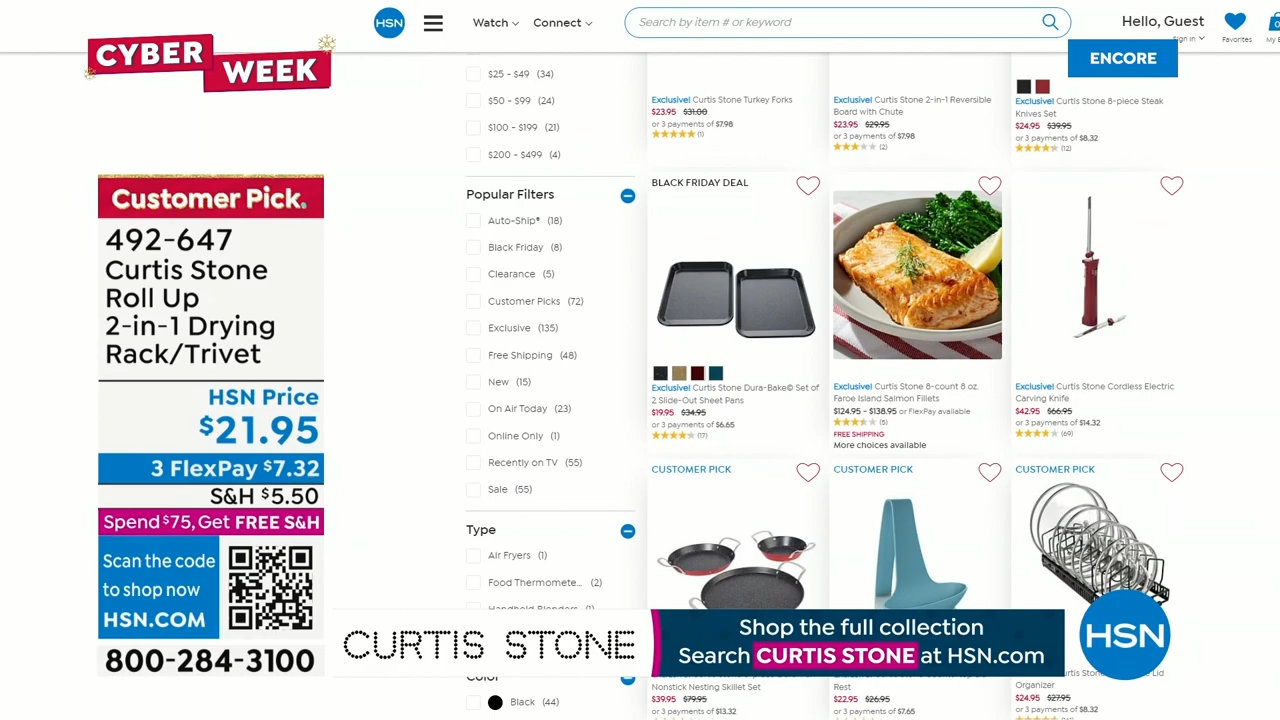 HSN
Watch
Connect
Search by item # or keyword
Hello, Guest
Sign in
Favorites
CYBER
WEEK
ENCORE
Customer Pick.
492-647
Curtis Stone
Roll Up
2-in-1 Drying
Rack/Trivet
HSN Price
$21.95
3 FlexPay $7.32
S&H $5.50
Spend $75, Get FREE S&H
Scan the code
to shop now
HSN.COM
800-284-3100
$25 - $49 (34)
$50 - $99 (24)
$100 - $199 (21)
$200 - $499 (4)
Popular Filters
Auto-Ship® (18)
Black Friday (8)
Clearance (5)
Customer Picks (72)
Exclusive (135)
Free Shipping (48)
New (15)
On Air Today (23)
Online Only (1)
Recently on TV (55)
Sale (55)
Type
Air Fryers (1)
Food Thermomete... (2)
Handheld Blenders (1)
Color
Black (44)
Exclusive! Curtis Stone Turkey Forks
$23.95 $31.00
or 3 payments of $7.98
(1)
Exclusive! Curtis Stone 2-in-1 Reversible
Board with Chute
$23.95 $29.95
or 3 payments of $7.98
(2)
Exclusive! Curtis Stone 8-piece Steak
Knives Set
$24.95 $39.95
or 3 payments of $8.32
(12)
BLACK FRIDAY DEAL
Exclusive! Curtis Stone Dura-Bake© Set of
2 Slide-Out Sheet Pans
$19.95 $34.95
or 3 payments of $6.65
(17)
Exclusive! Curtis Stone 8-count 8 oz.
Faroe Island Salmon Fillets
$124.95 - $138.95 or FlexPay available
(5)
FREE SHIPPING
More choices available
Exclusive! Curtis Stone Cordless Electric
Carving Knife
$42.95 $66.95
or 3 payments of $14.32
(69)
CUSTOMER PICK
Nonstick Nesting Skillet Set
$39.95 $79.95
or 3 payments of $13.32
CUSTOMER PICK
Rest
$22.95 $26.95
or 3 payments of $7.65
CUSTOMER PICK
Lid
Organizer
$24.95 $27.95
or 3 payments of $8.32
CURTIS STONE
Shop the full collection
Search CURTIS STONE at HSN.com
HSN